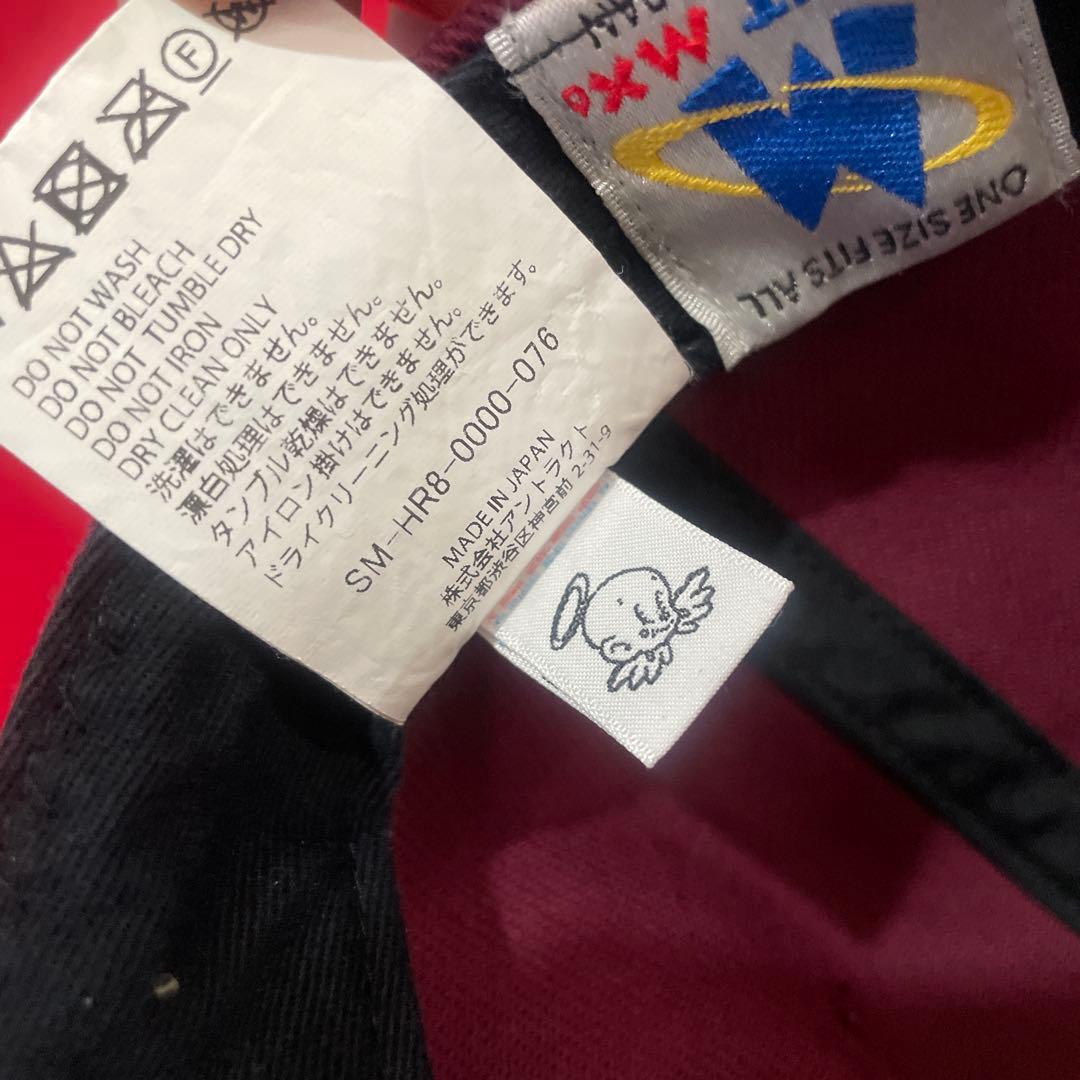 DO NOT WASH
DO NOT BLEACH
DO NOT TUMBLE DRY
DO NOT IRON
DRY CLEAN ONLY
洗濯はできません。
漂白処理はできません。
タンブル乾燥はできません。
アイロン掛けはできません。
ドライクリーニング処理ができます。
SM-HR8-0000-076
MADE IN JAPAN
株式会社アントラクト
東京都渋谷区神宮前 2-31-9
F
ONE SIZE FITS ALL